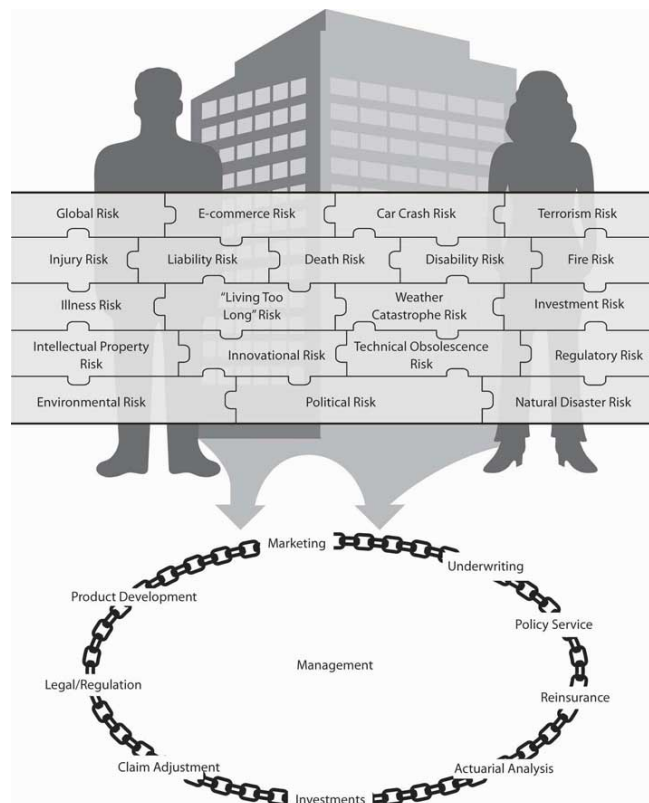 Global Risk
E-commerce Risk
Car Crash Risk
Terrorism Risk
Injury Risk
Liability Risk
Death Risk
Disability Risk
Fire Risk
Illness Risk
“Living Too
Long” Risk
Weather
Catastrophe Risk
Investment Risk
Intellectual Property
Risk
Innovational Risk
Technical Obsolescence
Risk
Regulatory Risk
Environmental Risk
Political Risk
Natural Disaster Risk
Marketing
Underwriting
Product Development
Policy Service
Management
Legal/Regulation
Reinsurance
Claim Adjustment
Actuarial Analysis
Investments